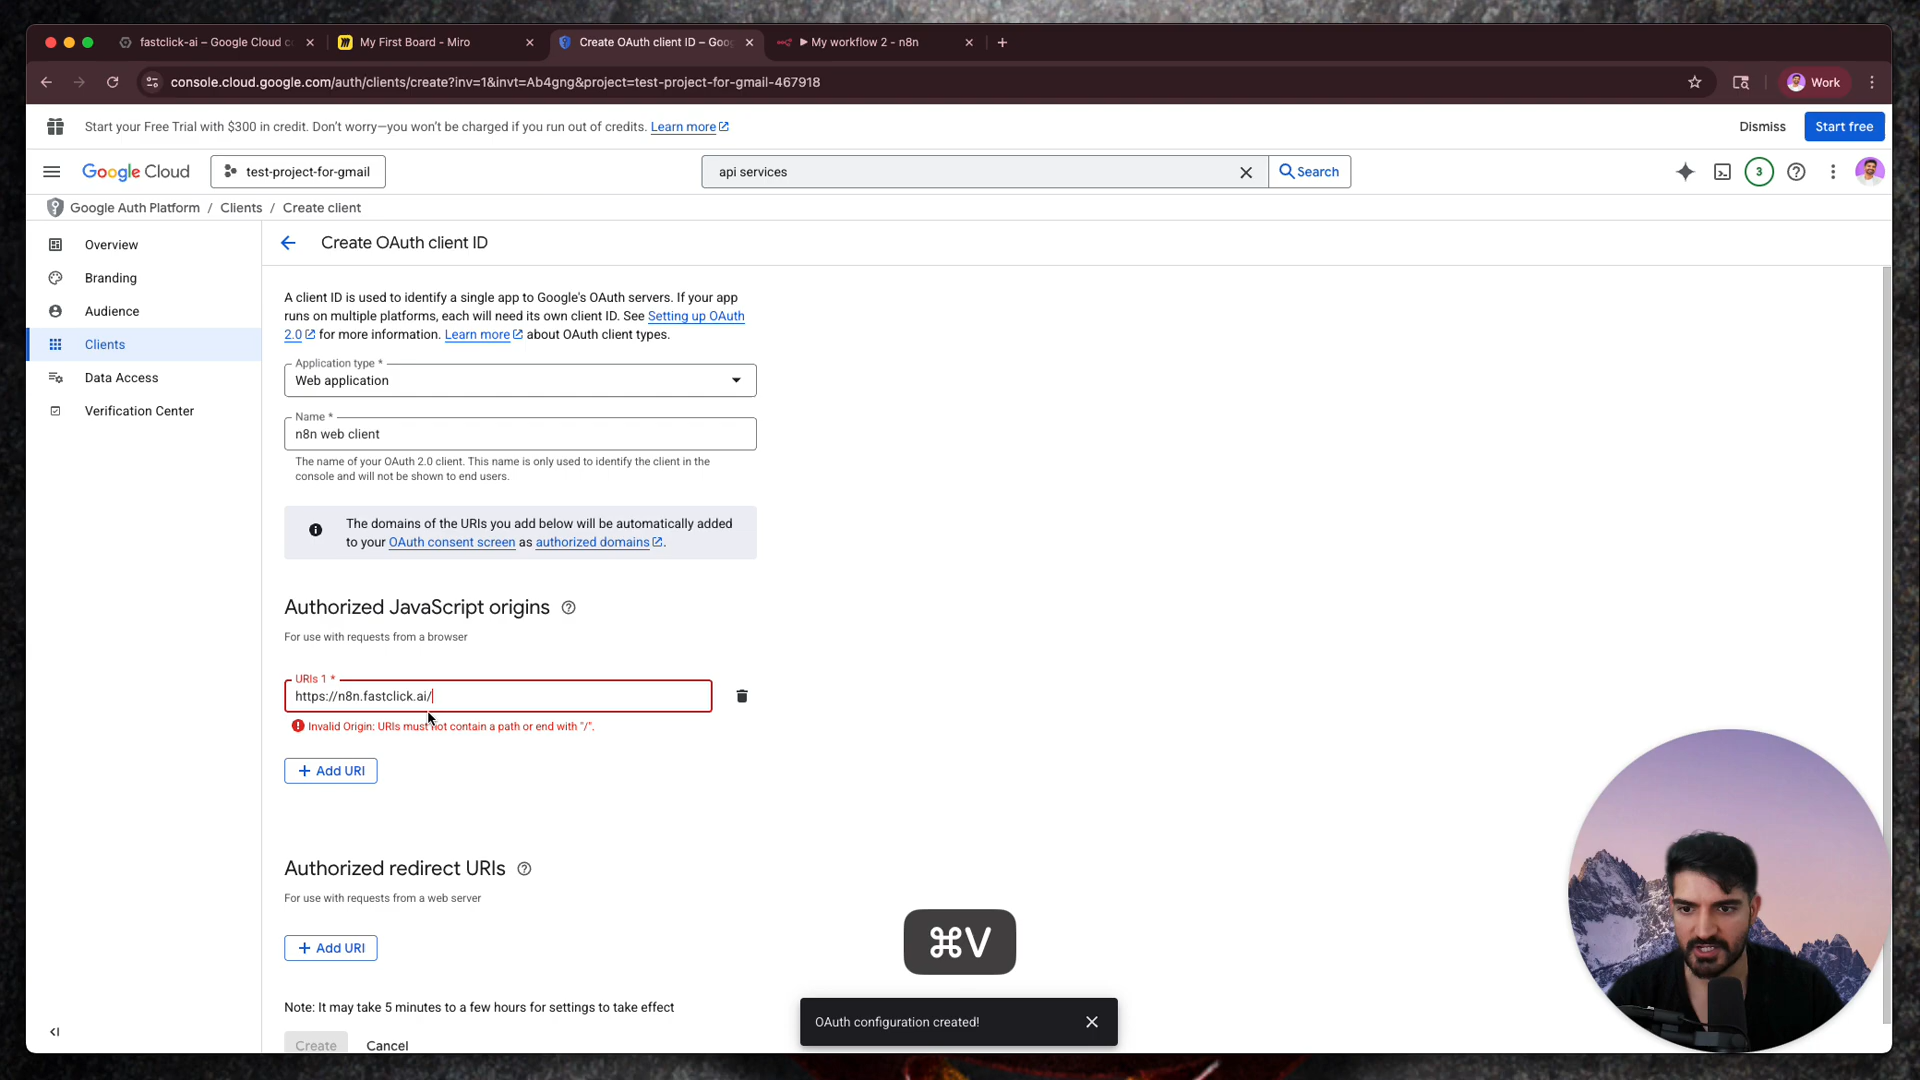 fastclick-ai – Google Cloud c
My First Board - Miro
Create OAuth client ID – Goo
My workflow 2 - n8n
console.cloud.google.com/auth/clients/create?inv=1&invt=Ab4gng&project=test-project-for-gmail-467918
Work
Start your Free Trial with $300 in credit. Don't worry—you won't be charged if you run out of credits. Learn more
Dismiss
Start free
Google Cloud
test-project-for-gmail
api services
Search
3
Google Auth Platform / Clients / Create client
Overview
Branding
Audience
Clients
Data Access
Verification Center
Create OAuth client ID
A client ID is used to identify a single app to Google's OAuth servers. If your app
runs on multiple platforms, each will need its own client ID. See Setting up OAuth
2.0 for more information. Learn more about OAuth client types.
Application type *
Web application
Name *
n8n web client
The name of your OAuth 2.0 client. This name is only used to identify the client in the
console and will not be shown to end users.
The domains of the URIs you add below will be automatically added
to your OAuth consent screen as authorized domains.
Authorized JavaScript origins
For use with requests from a browser
URIs 1 *
https://n8n.fastclick.ai/
Invalid Origin: URIs must not contain a path or end with "/".
+ Add URI
Authorized redirect URIs
For use with requests from a web server
+ Add URI
Note: It may take 5 minutes to a few hours for settings to take effect
Create
Cancel
⌘V
OAuth configuration created!